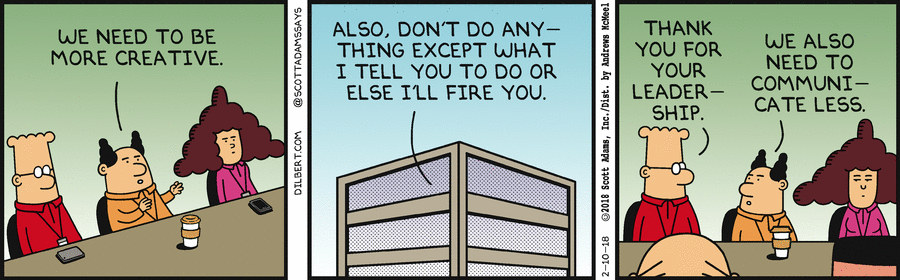 WE NEED TO BE
MORE CREATIVE.
DILBERT.COM @SCOTTADAMSSAYS
ALSO, DON'T DO ANY-
THING EXCEPT WHAT
I TELL YOU TO DO OR
ELSE I'LL FIRE YOU.
2-10-18 ©2018 Scott Adams, Inc./Dist. by Andrews McMeel
THANK
YOU FOR
YOUR
LEADER-
SHIP.
WE ALSO
NEED TO
COMMUNI-
CATE LESS.